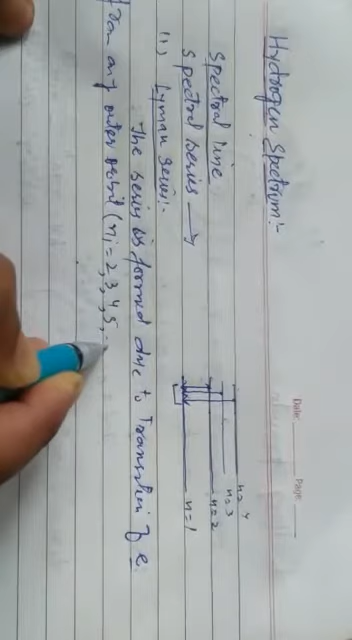 Date: Page:
Hydrogen Spectrum:-
Spectral line
Spectral Series →
n = 4
n = 3
n = 2
n = 1
(1) Lyman Series:-
The series is formed due to Transition of e
from any outer orbit (ni = 2,3,4,5,..